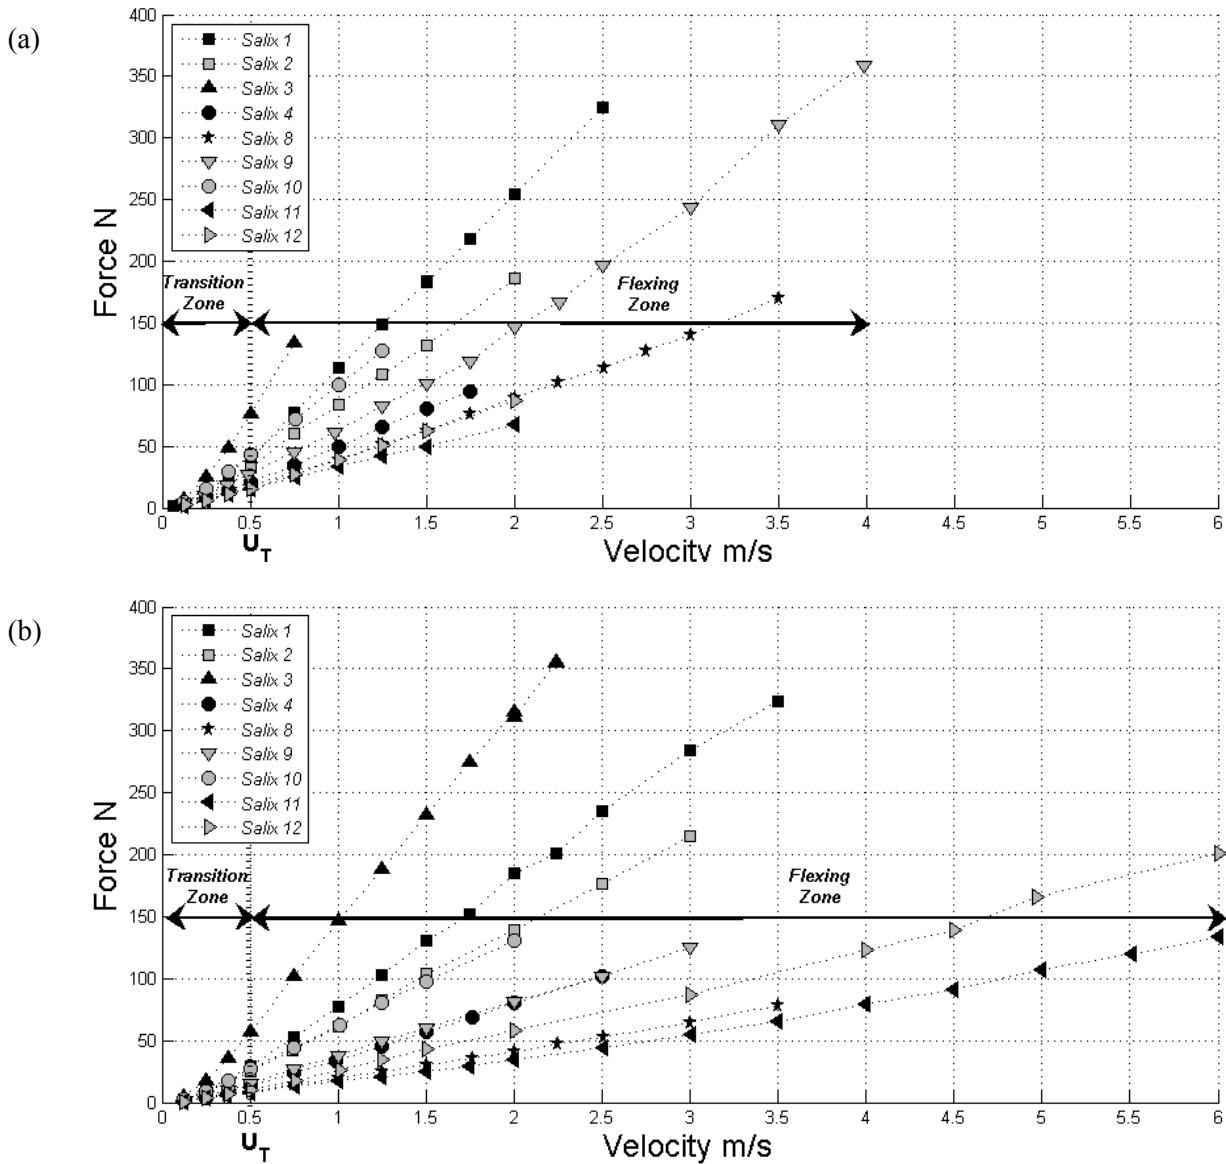 (a)
400
350
300
250
200
150
100
50
0
Force N
Salix 1
Salix 2
Salix 3
Salix 4
Salix 8
Salix 9
Salix 10
Salix 11
Salix 12
Transition
Zone
Flexing
Zone
0 0.5 1 1.5 2 2.5 3 3.5 4 4.5 5 5.5 6
U_T
Velocity m/s
(b)
400
350
300
250
200
150
100
50
0
Force N
Salix 1
Salix 2
Salix 3
Salix 4
Salix 8
Salix 9
Salix 10
Salix 11
Salix 12
Transition
Zone
Flexing
Zone
0 0.5 1 1.5 2 2.5 3 3.5 4 4.5 5 5.5 6
U_T
Velocity m/s